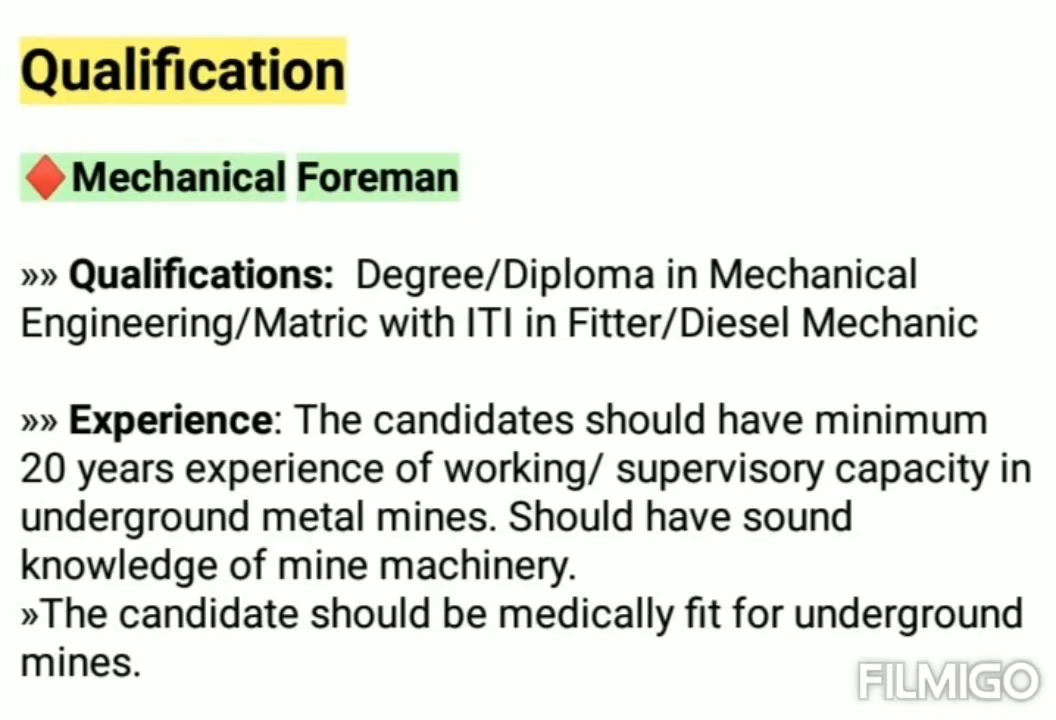 Qualification
♦Mechanical Foreman
»» Qualifications: Degree/Diploma in Mechanical
Engineering/Matric with ITI in Fitter/Diesel Mechanic
»» Experience: The candidates should have minimum
20 years experience of working/ supervisory capacity in
underground metal mines. Should have sound
knowledge of mine machinery.
»The candidate should be medically fit for underground
mines.
FILMIGO